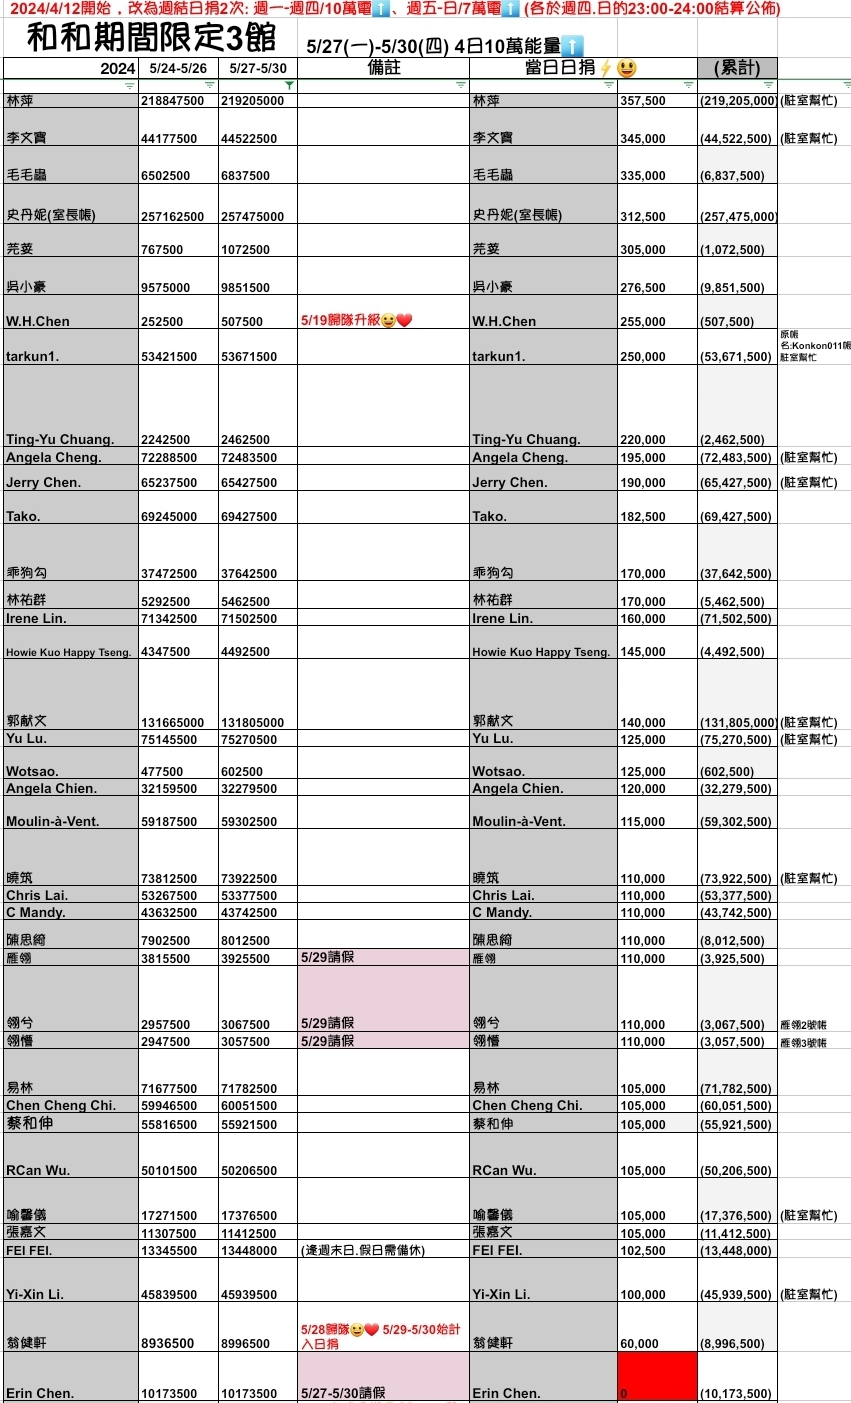 2024/4/12開始，改為週結日捐2次: 週一-週四/10萬電⬆️、週五-日/7萬電⬆️ (各於週四.日的23:00-24:00結算公佈)
和和期間限定3館 5/27(一)-5/30(四) 4日10萬能量⬆️
2024 5/24-5/26 5/27-5/30 備註 當日日捐⚡😃 (累計)
林萍 218847500 219205000 林萍 357,500 (219,205,000) (駐室幫忙)
李文寶 44177500 44522500 李文寶 345,000 (44,522,500) (駐室幫忙)
毛毛蟲 6502500 6837500 毛毛蟲 335,000 (6,837,500)
史丹妮(室長帳) 257162500 257475000 史丹妮(室長帳) 312,500 (257,475,000)
芫荽 767500 1072500 芫荽 305,000 (1,072,500)
吳小豪 9575000 9851500 吳小豪 276,500 (9,851,500)
W.H.Chen 252500 507500 5/19歸隊升級😀❤️ W.H.Chen 255,000 (507,500)
tarkun1. 53421500 53671500 tarkun1. 250,000 (53,671,500) 原帳
名:Konkon011帳
駐室幫忙
Ting-Yu Chuang. 2242500 2462500 Ting-Yu Chuang. 220,000 (2,462,500)
Angela Cheng. 72288500 72483500 Angela Cheng. 195,000 (72,483,500) (駐室幫忙)
Jerry Chen. 65237500 65427500 Jerry Chen. 190,000 (65,427,500) (駐室幫忙)
Tako. 69245000 69427500 Tako. 182,500 (69,427,500)
乖狗勾 37472500 37642500 乖狗勾 170,000 (37,642,500)
林祐群 5292500 5462500 林祐群 170,000 (5,462,500)
Irene Lin. 71342500 71502500 Irene Lin. 160,000 (71,502,500)
Howie Kuo Happy Tseng. 4347500 4492500 Howie Kuo Happy Tseng. 145,000 (4,492,500)
郭献文 131665000 131805000 郭献文 140,000 (131,805,000) (駐室幫忙)
Yu Lu. 75145500 75270500 Yu Lu. 125,000 (75,270,500) (駐室幫忙)
Wotsao. 477500 602500 Wotsao. 125,000 (602,500)
Angela Chien. 32159500 32279500 Angela Chien. 120,000 (32,279,500)
Moulin-à-Vent. 59187500 59302500 Moulin-à-Vent. 115,000 (59,302,500)
曉筑 73812500 73922500 曉筑 110,000 (73,922,500) (駐室幫忙)
Chris Lai. 53267500 53377500 Chris Lai. 110,000 (53,377,500)
C Mandy. 43632500 43742500 C Mandy. 110,000 (43,742,500)
陳思綺 7902500 8012500 陳思綺 110,000 (8,012,500)
雁翎 3815500 3925500 5/29請假 雁翎 110,000 (3,925,500)
翎兮 2957500 3067500 5/29請假 翎兮 110,000 (3,067,500) 雁翎2號帳
翎懵 2947500 3057500 5/29請假 翎懵 110,000 (3,057,500) 雁翎3號帳
易林 71677500 71782500 易林 105,000 (71,782,500)
Chen Cheng Chi. 59946500 60051500 Chen Cheng Chi. 105,000 (60,051,500)
蔡和伸 55816500 55921500 蔡和伸 105,000 (55,921,500)
RCan Wu. 50101500 50206500 RCan Wu. 105,000 (50,206,500)
喻馨儀 17271500 17376500 喻馨儀 105,000 (17,376,500) (駐室幫忙)
張嘉文 11307500 11412500 張嘉文 105,000 (11,412,500)
FEI FEI. 13345500 13448000 (逢週末日.假日需備休) FEI FEI. 102,500 (13,448,000)
Yi-Xin Li. 45839500 45939500 Yi-Xin Li. 100,000 (45,939,500) (駐室幫忙)
翁健軒 8936500 8996500 5/28歸隊😀❤️ 5/29-5/30始計
入日捐 翁健軒 60,000 (8,996,500)
Erin Chen. 10173500 10173500 5/27-5/30請假 Erin Chen. 0 (10,173,500)